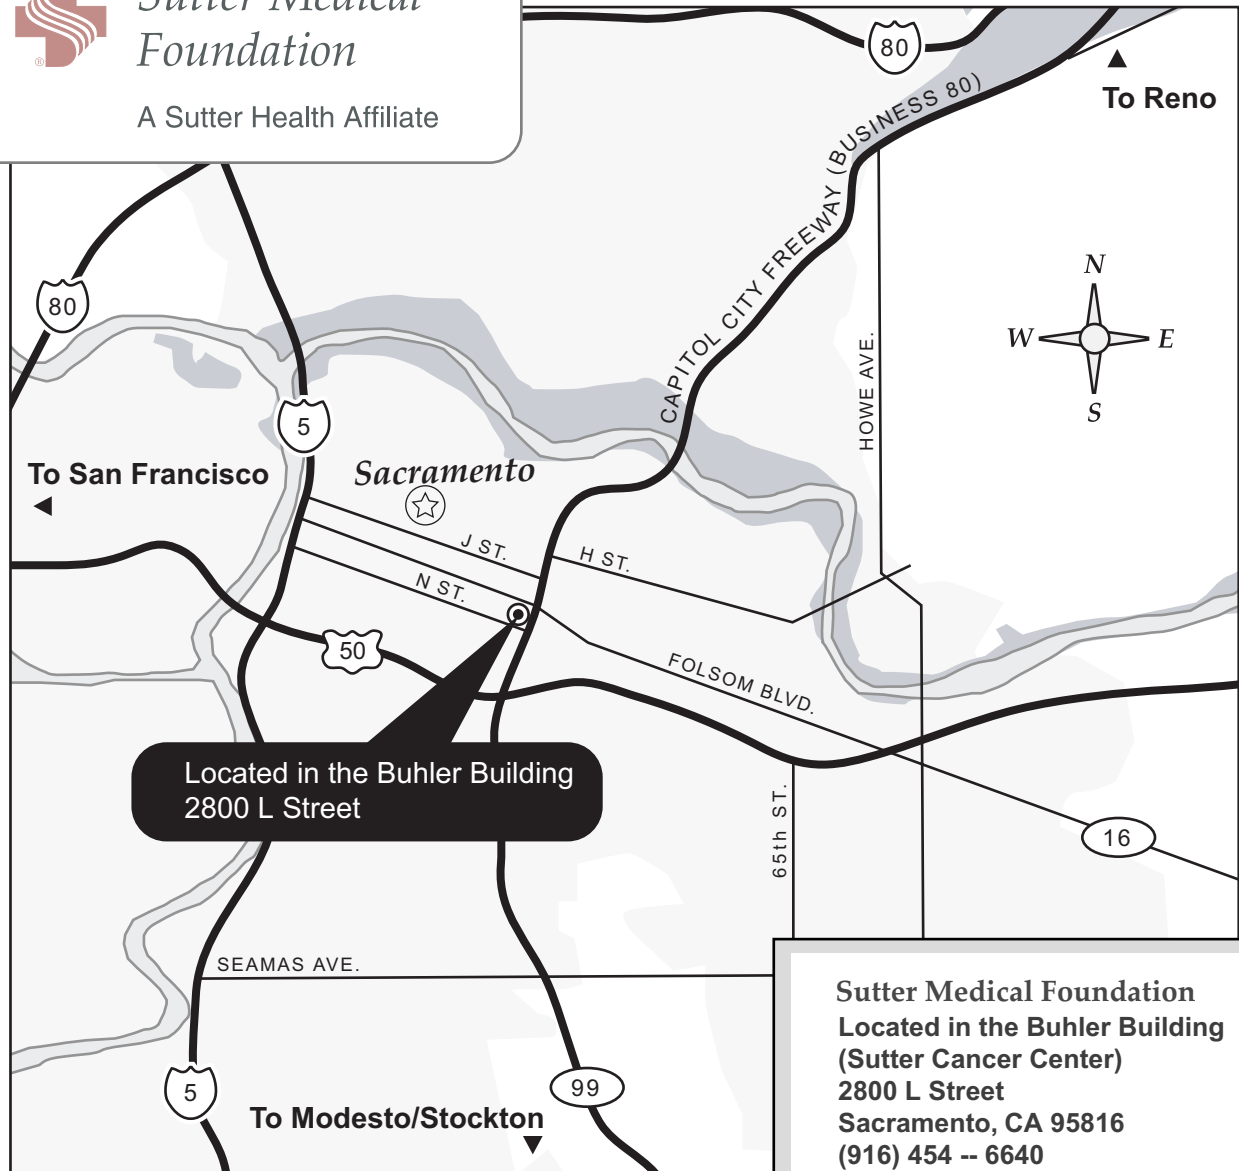 Sutter Medical
Foundation
®
A Sutter Health Affiliate
80
CAPITOL CITY FREEWAY (BUSINESS 80)
To Reno
N
W E
S
80
HOWE AVE.
5
To San Francisco
Sacramento
J ST.
H ST.
N ST.
50
FOLSOM BLVD.
Located in the Buhler Building
2800 L Street
65th ST.
16
SEAMAS AVE.
5
99
To Modesto/Stockton
Sutter Medical Foundation
Located in the Buhler Building
(Sutter Cancer Center)
2800 L Street
Sacramento, CA 95816
(916) 454 -- 6640